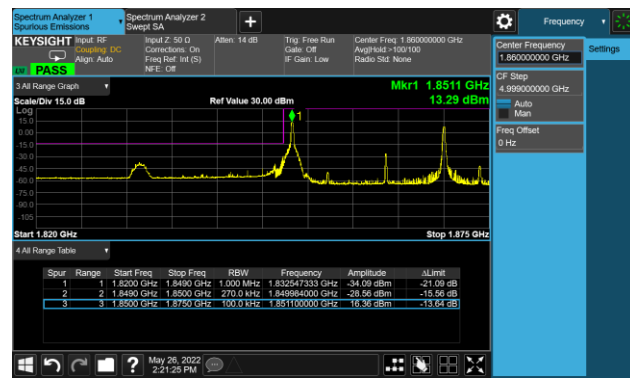 Spectrum Analyzer 1
Spurious Emissions
Spectrum Analyzer 2
Swept SA
Frequency
KEYSIGHT
Input: RF
Coupling: DC
Align: Auto
Input Z: 50 Ω
Corrections: On
Freq Ref: Int (S)
NFE: Off
Atten: 14 dB
Trig: Free Run
Gate: Off
IF Gain: Low
Center Freq: 1.860000000 GHz
Avg|Hold:>100/100
Radio Std: None
PASS
Center Frequency
1.860000000 GHz
Settings
CF Step
4.999000000 GHz
Auto
Man
Freq Offset
0 Hz
3 All Range Graph
Mkr1 1.8511 GHz
Scale/Div 15.0 dB
Ref Value 30.00 dBm
13.29 dBm
Log
1
15.0
0.00
-15.0
-30.0
-45.0
-60.0
-75.0
-90.0
-105
Start 1.820 GHz
Stop 1.875 GHz
4 All Range Table
Spur Range Start Freq Stop Freq RBW Frequency Amplitude ΔLimit
1 1 1.8200 GHz 1.8490 GHz 1.000 MHz 1.832547333 GHz -34.09 dBm -21.09 dB
2 2 1.8490 GHz 1.8500 GHz 270.0 kHz 1.849984000 GHz -28.56 dBm -15.56 dB
3 3 1.8500 GHz 1.8750 GHz 100.0 kHz 1.851100000 GHz 16.36 dBm -13.64 dB
May 26, 2022
2:21:25 PM